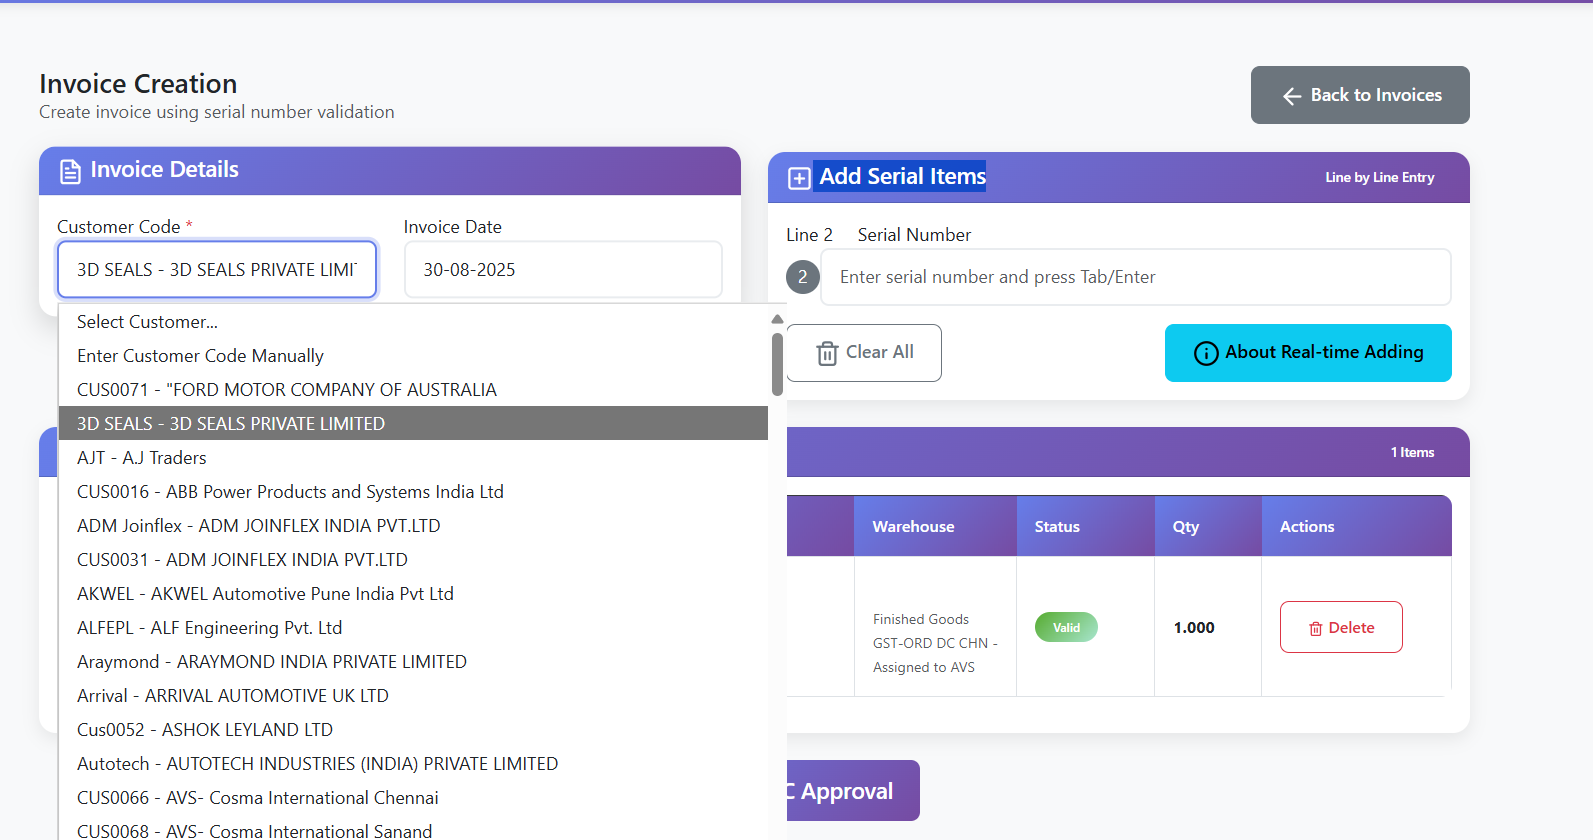 Invoice Creation
Create invoice using serial number validation
Back to Invoices
Invoice Details
Customer Code *
Invoice Date
3D SEALS - 3D SEALS PRIVATE LIMI
30-08-2025
Select Customer...
Enter Customer Code Manually
CUS0071 - "FORD MOTOR COMPANY OF AUSTRALIA
3D SEALS - 3D SEALS PRIVATE LIMITED
AJT - A.J Traders
CUS0016 - ABB Power Products and Systems India Ltd
ADM Joinflex - ADM JOINFLEX INDIA PVT.LTD
CUS0031 - ADM JOINFLEX INDIA PVT.LTD
AKWEL - AKWEL Automotive Pune India Pvt Ltd
ALFEPL - ALF Engineering Pvt. Ltd
Araymond - ARAYMOND INDIA PRIVATE LIMITED
Arrival - ARRIVAL AUTOMOTIVE UK LTD
Cus0052 - ASHOK LEYLAND LTD
Autotech - AUTOTECH INDUSTRIES (INDIA) PRIVATE LIMITED
CUS0066 - AVS- Cosma International Chennai
CUS0068 - AVS- Cosma International Sanand
Add Serial Items
Line by Line Entry
Line 2 Serial Number
2 Enter serial number and press Tab/Enter
Clear All
About Real-time Adding
1 Items
Warehouse Status Qty Actions
Finished Goods
GST-ORD DC CHN -
Assigned to AVS
Valid
1.000
Delete
C Approval